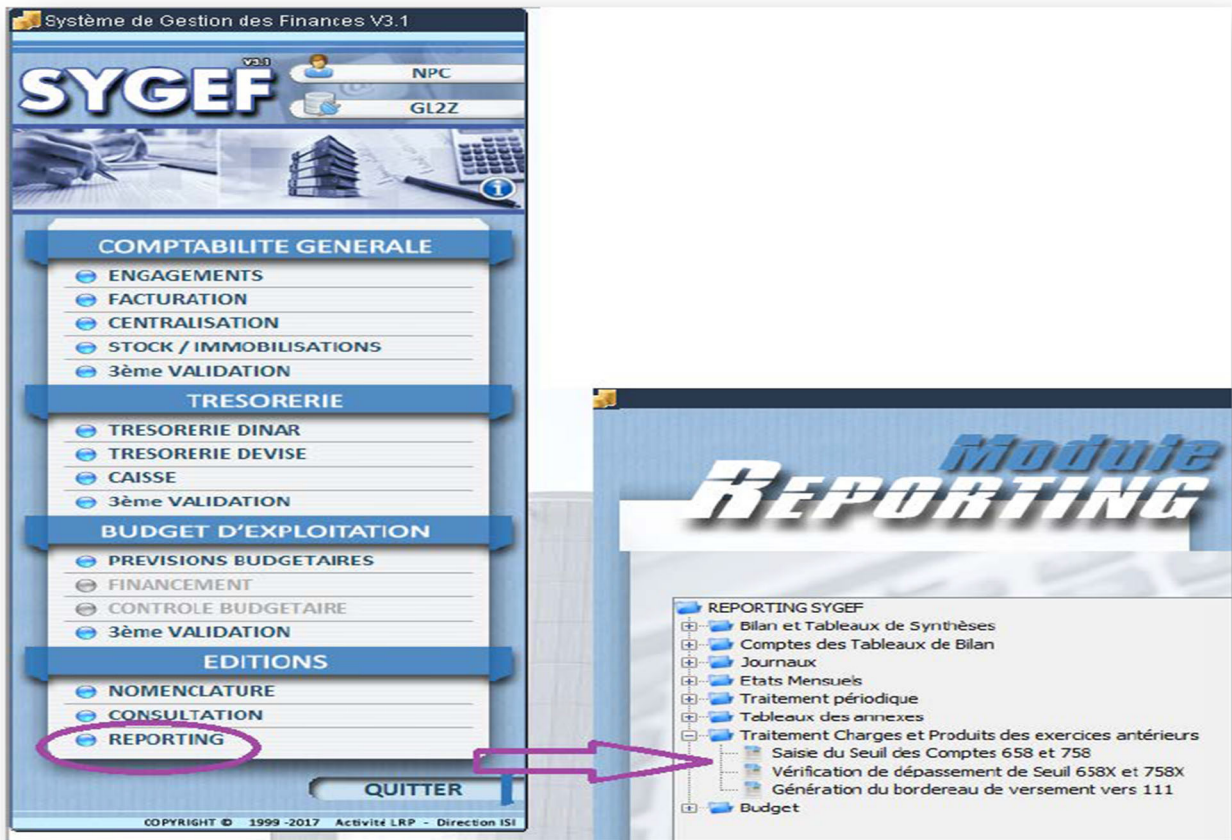 Système de Gestion des Finances V3.1
V3.1
SYGEF
NPC
GL2Z
COMPTABILITE GENERALE
ENGAGEMENTS
FACTURATION
CENTRALISATION
STOCK / IMMOBILISATIONS
3ème VALIDATION
TRESORERIE
TRESORERIE DINAR
TRESORERIE DEVISE
CAISSE
3ème VALIDATION
BUDGET D'EXPLOITATION
PREVISIONS BUDGETAIRES
FINANCEMENT
CONTROLE BUDGETAIRE
3ème VALIDATION
EDITIONS
NOMENCLATURE
CONSULTATION
REPORTING
QUITTER
COPYRIGHT © 1999 -2017 Activité LRP - Direction ISI
Module
REPORTING
REPORTING SYGEF
Bilan et Tableaux de Synthèses
Comptes des Tableaux de Bilan
Journaux
Etats Mensuels
Traitement périodique
Tableaux des annexes
Traitement Charges et Produits des exercices antérieurs
Saisie du Seuil des Comptes 658 et 758
Vérification de dépassement de Seuil 658X et 758X
Génération du bordereau de versement vers 111
Budget